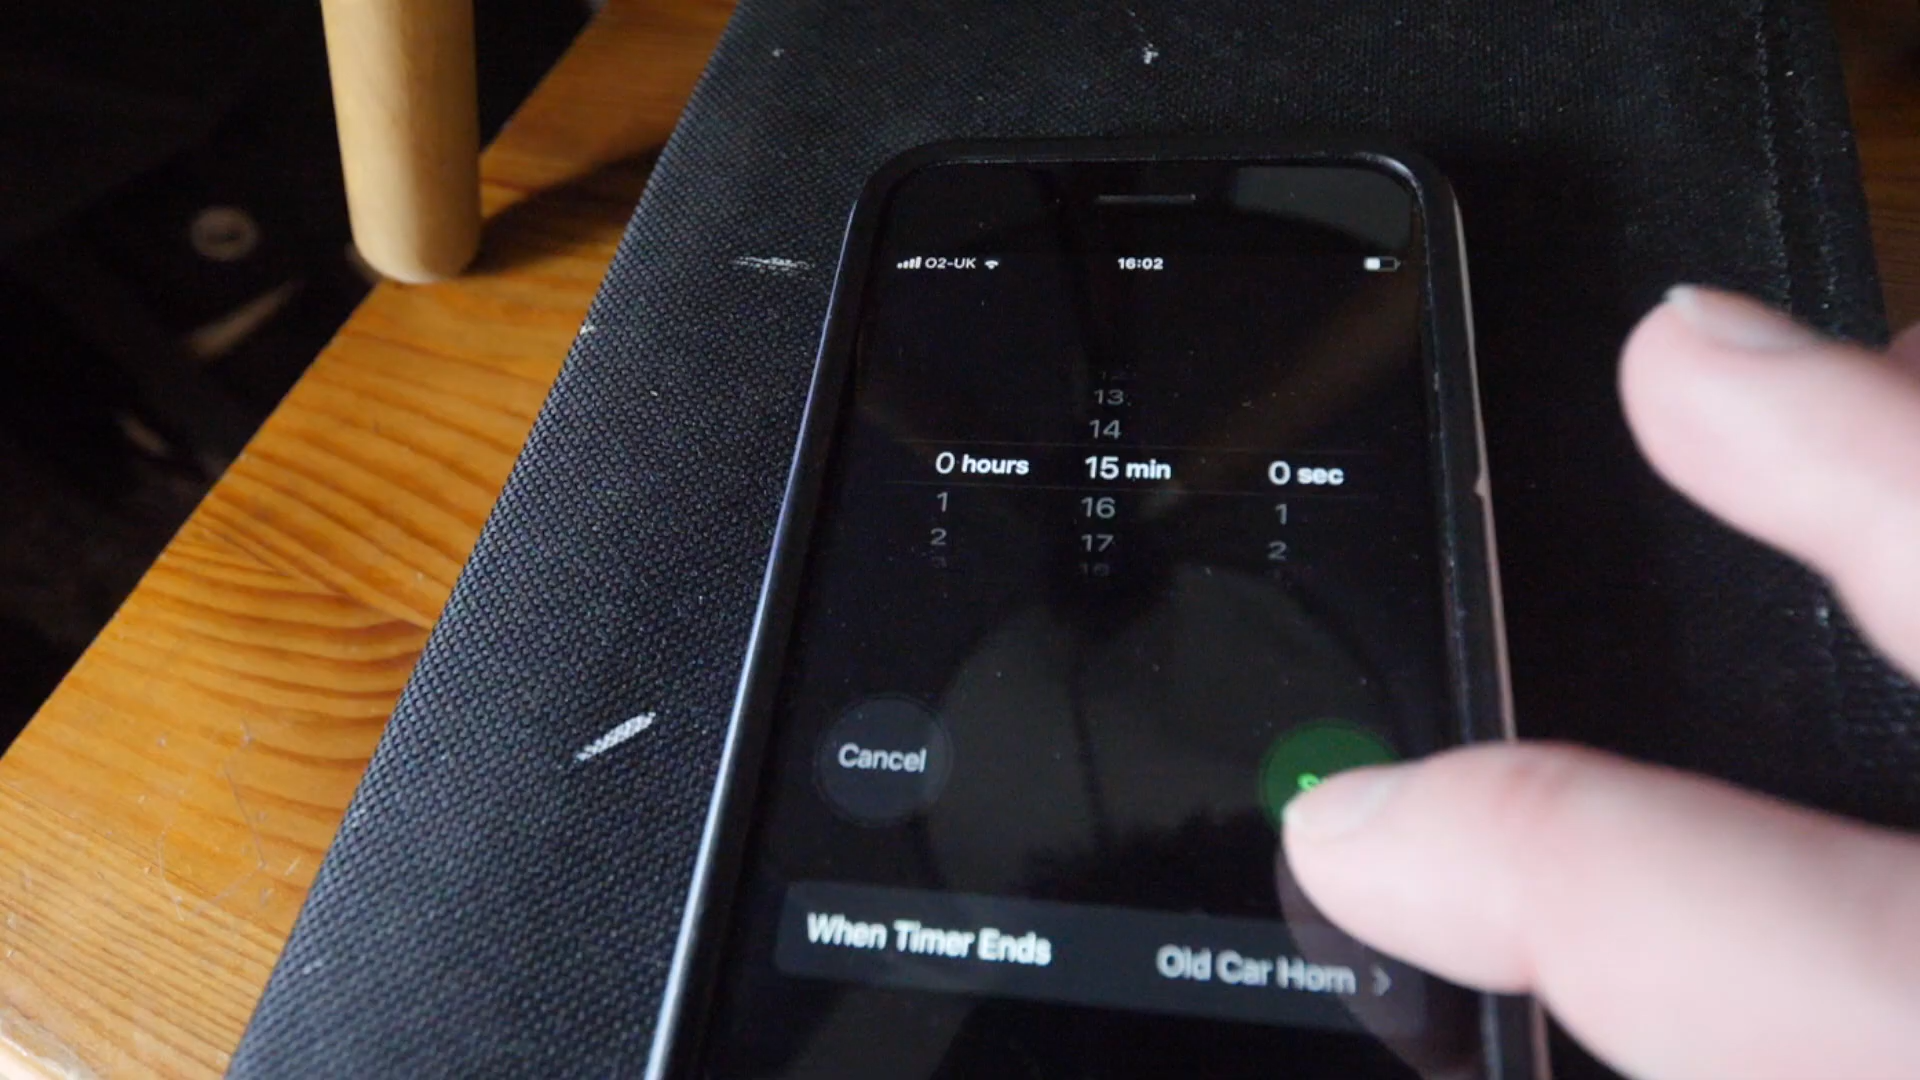 O2-UK 16:02
13
14
0 hours 15 min 0 sec
1 16 1
2 17 2
Cancel
When Timer Ends Old Car Horn >